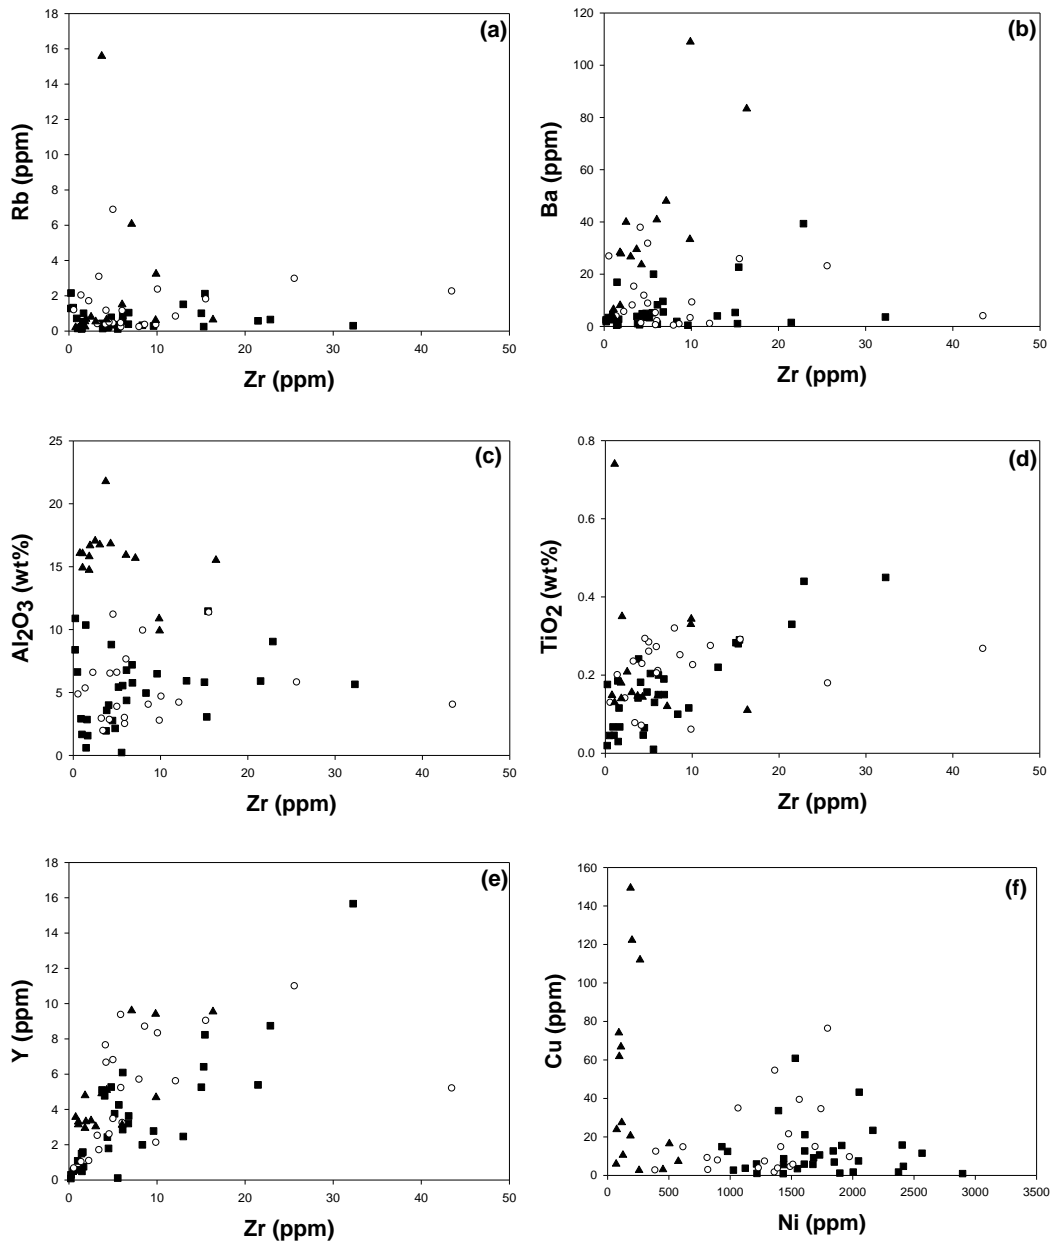 (a)
18
16
14
12
10
8
6
4
2
0
Rb (ppm)
0 10 20 30 40 50
Zr (ppm)
(b)
120
100
80
60
40
20
0
Ba (ppm)
0 10 20 30 40 50
Zr (ppm)
(c)
25
20
15
10
5
0
Al2O3 (wt%)
0 10 20 30 40 50
Zr (ppm)
(d)
0.8
0.6
0.4
0.2
0.0
TiO2 (wt%)
0 10 20 30 40 50
Zr (ppm)
(e)
18
16
14
12
10
8
6
4
2
0
Y (ppm)
0 10 20 30 40 50
Zr (ppm)
(f)
160
140
120
100
80
60
40
20
0
Cu (ppm)
0 500 1000 1500 2000 2500 3000 3500
Ni (ppm)